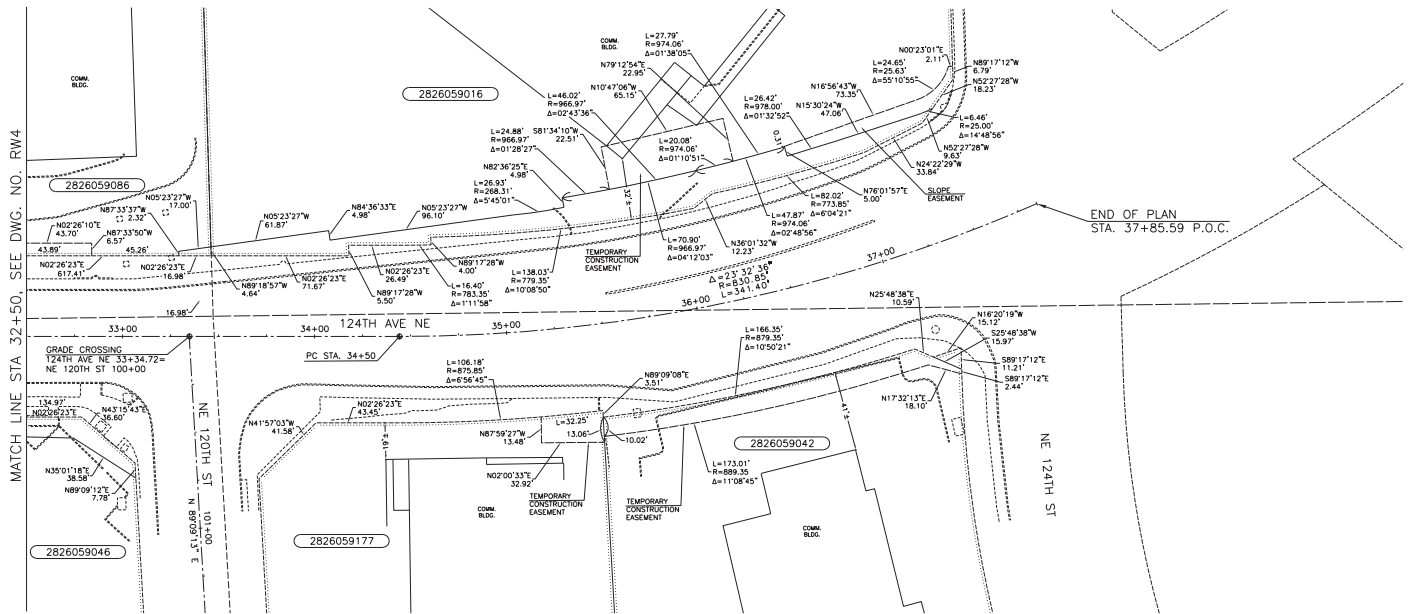 MATCH LINE STA 32+50, SEE DWG. NO. RW4
COMM.
BLDG.
2826059086
N05°23'27"W
17.00'
N87°33'37"W
2.32'
N02°26'10"E
43.70'
N87°33'50"W
6.57'
43.89'
45.26'
N02°26'23"E
617.41'
N02°26'23"E
16.98'
16.98'
N05°23'27"W
61.87'
N84°36'33"E
4.98'
N05°23'27"W
96.10'
N89°18'57"W
4.64'
N02°26'23"E
71.67'
N89°17'28"W
5.50'
N02°26'23"E
26.49'
L=16.40'
R=783.35'
Δ=1°11'58"
N89°17'28"W
4.00'
L=138.03'
R=779.35'
Δ=10°08'50"
2826059016
L=46.02'
R=966.97'
Δ=02°43'36"
L=24.88'
R=966.97'
Δ=01°28'27"
S81°34'10"W
22.51'
N82°36'25"E
4.98'
L=26.93'
R=268.31'
Δ=5°45'01"
COMM.
BLDG.
L=27.79'
R=974.06'
Δ=01°38'05"
N79°12'54"E
22.95'
N10°47'06"W
65.15'
L=20.08'
R=974.06'
Δ=01°10'51"
32'±
TEMPORARY
CONSTRUCTION
EASEMENT
L=70.90'
R=966.97'
Δ=04°12'03"
N36°01'32"W
12.23'
L=47.87'
R=974.06'
Δ=02°48'56"
L=82.02'
R=773.85'
Δ=6°04'21"
N76°01'57"E
5.00'
0.31'
L=26.42'
R=978.00'
Δ=01°32'52"
N15°30'24"W
47.06'
N16°56'43"W
73.35'
L=24.65'
R=25.63'
Δ=55°10'55"
N00°23'01"E
2.11'
N89°17'12"W
6.79'
N52°27'28"W
18.23'
L=6.46'
R=25.00'
Δ=14°48'56"
N52°27'28"W
9.63'
N24°22'29"W
33.84'
SLOPE
EASEMENT
END OF PLAN
STA. 37+85.59 P.O.C.
Δ=23°32'36"
R=830.85'
L=341.40'
33+00
34+00
124TH AVE NE
35+00
36+00
37+00
GRADE CROSSING
124TH AVE NE 33+34.72=
NE 120TH ST 100+00
PC STA. 34+50
134.97'
N02°26'23"E
N43°15'43"E
36.60'
N35°01'18"E
38.58'
N89°09'12"E
7.78'
2826059046
NE 120TH ST
101+00
N 89°09'13" E
N41°57'03"W
41.58'
N02°26'23"E
43.45'
L=106.18'
R=875.85'
Δ=6°56'45"
19'±
N87°59'27"W
13.48'
L=32.25'
13.06'
10.02'
N89°09'08"E
3.51'
N02°00'33"E
32.92'
TEMPORARY
CONSTRUCTION
EASEMENT
COMM.
BLDG.
2826059177
TEMPORARY
CONSTRUCTION
EASEMENT
L=166.35'
R=879.35'
Δ=10°50'21"
2826059042
L=173.01'
R=889.35
Δ=11°08'45"
41'±
COMM.
BLDG.
N25°48'38"E
10.59'
N16°20'19"W
15.12'
S25°48'38"W
15.97'
S89°17'12"E
11.21'
S89°17'12"E
2.44'
N17°32'13"E
18.10'
NE 124TH ST